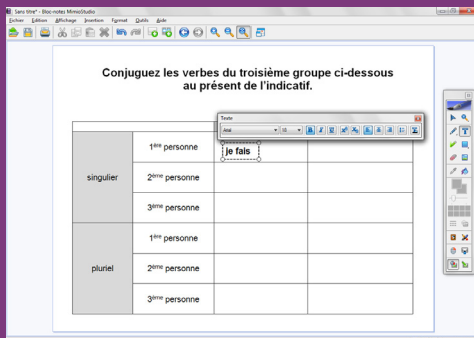 Sans titre* - Bloc-notes MimioStudio
Fichier Edition Affichage Insertion Format Outils Aide
Conjuguez les verbes du troisième groupe ci-dessous
au présent de l'indicatif.
Texte
Arial 18
singulier
1ère personne
je fais
2ème personne
3ème personne
pluriel
1ère personne
2ème personne
3ème personne